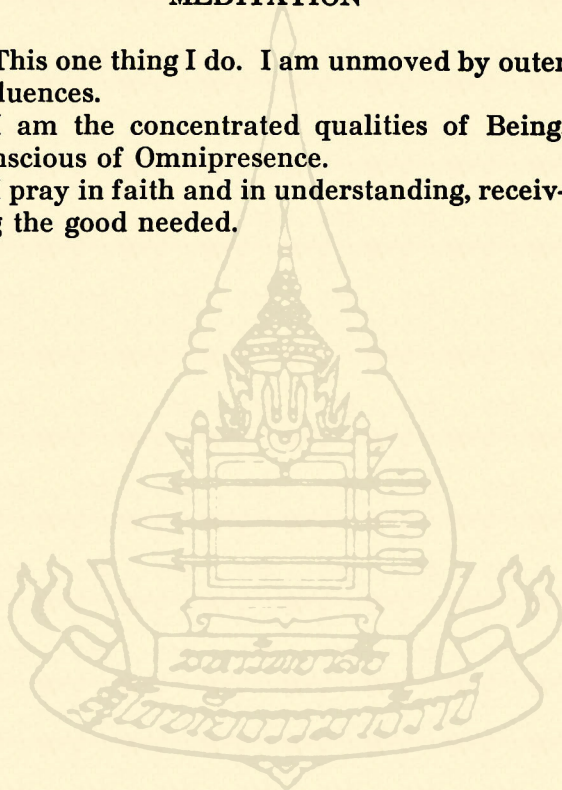 MEDITATION
This one thing I do. I am unmoved by outer
luences.
I am the concentrated qualities of Being
nscious of Omnipresence.
I pray in faith and in understanding, receiv-
g the good needed.